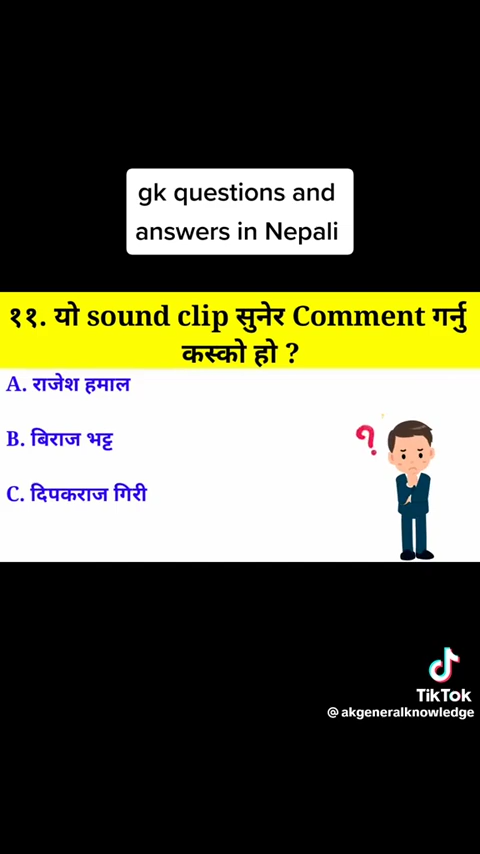 gk questions and
answers in Nepali
११. यो sound clip सुनेर Comment गर्नु
कस्को हो ?
A. राजेश हमाल
B. बिराज भट्ट
C. दिपकराज गिरी
?
TikTok
@akgeneralknowledge